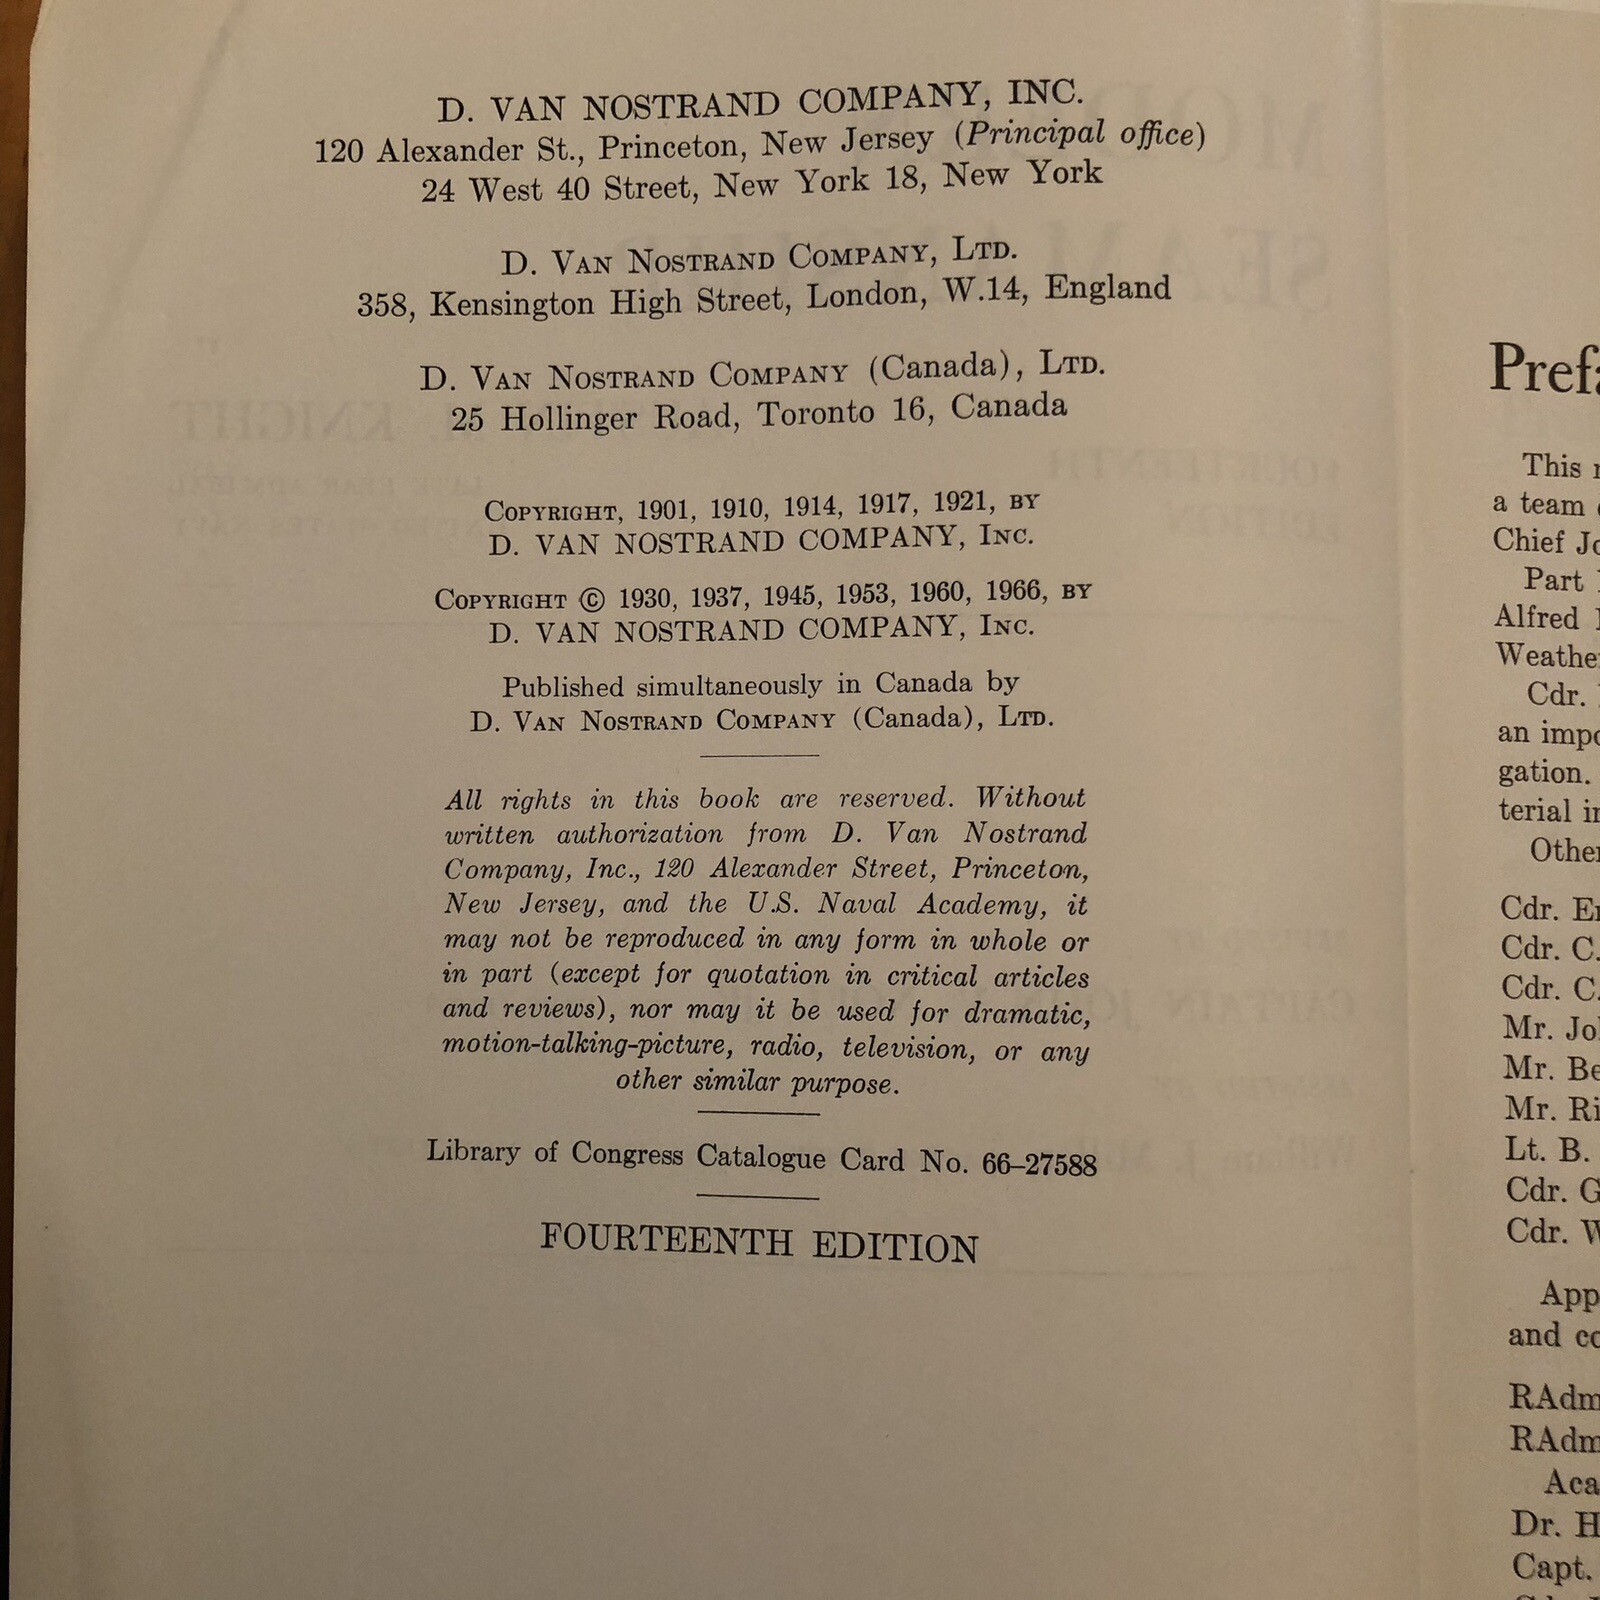 D. VAN NOSTRAND COMPANY, INC.
120 Alexander St., Princeton, New Jersey (Principal office)
24 West 40 Street, New York 18, New York
D. VAN NOSTRAND COMPANY, LTD.
358, Kensington High Street, London, W.14, England
D. VAN NOSTRAND COMPANY (Canada), LTD.
25 Hollinger Road, Toronto 16, Canada
COPYRIGHT, 1901, 1910, 1914, 1917, 1921, BY
D. VAN NOSTRAND COMPANY, INC.
COPYRIGHT © 1930, 1937, 1945, 1953, 1960, 1966, BY
D. VAN NOSTRAND COMPANY, INC.
Published simultaneously in Canada by
D. VAN NOSTRAND COMPANY (Canada), LTD.
All rights in this book are reserved. Without
written authorization from D. Van Nostrand
Company, Inc., 120 Alexander Street, Princeton,
New Jersey, and the U.S. Naval Academy, it
may not be reproduced in any form in whole or
in part (except for quotation in critical articles
and reviews), nor may it be used for dramatic,
motion-talking-picture, radio, television, or any
other similar purpose.
Library of Congress Catalogue Card No. 66–27588
FOURTEENTH EDITION
This
a team
Chief
Part
Alfred
Cdr.
an
gation.
terial
Cdr.
Cdr. C.
Cdr. C.
Mr.
Mr.
Mr.
Lt. B.
Cdr.
Cdr.
and
Dr.
Capt.